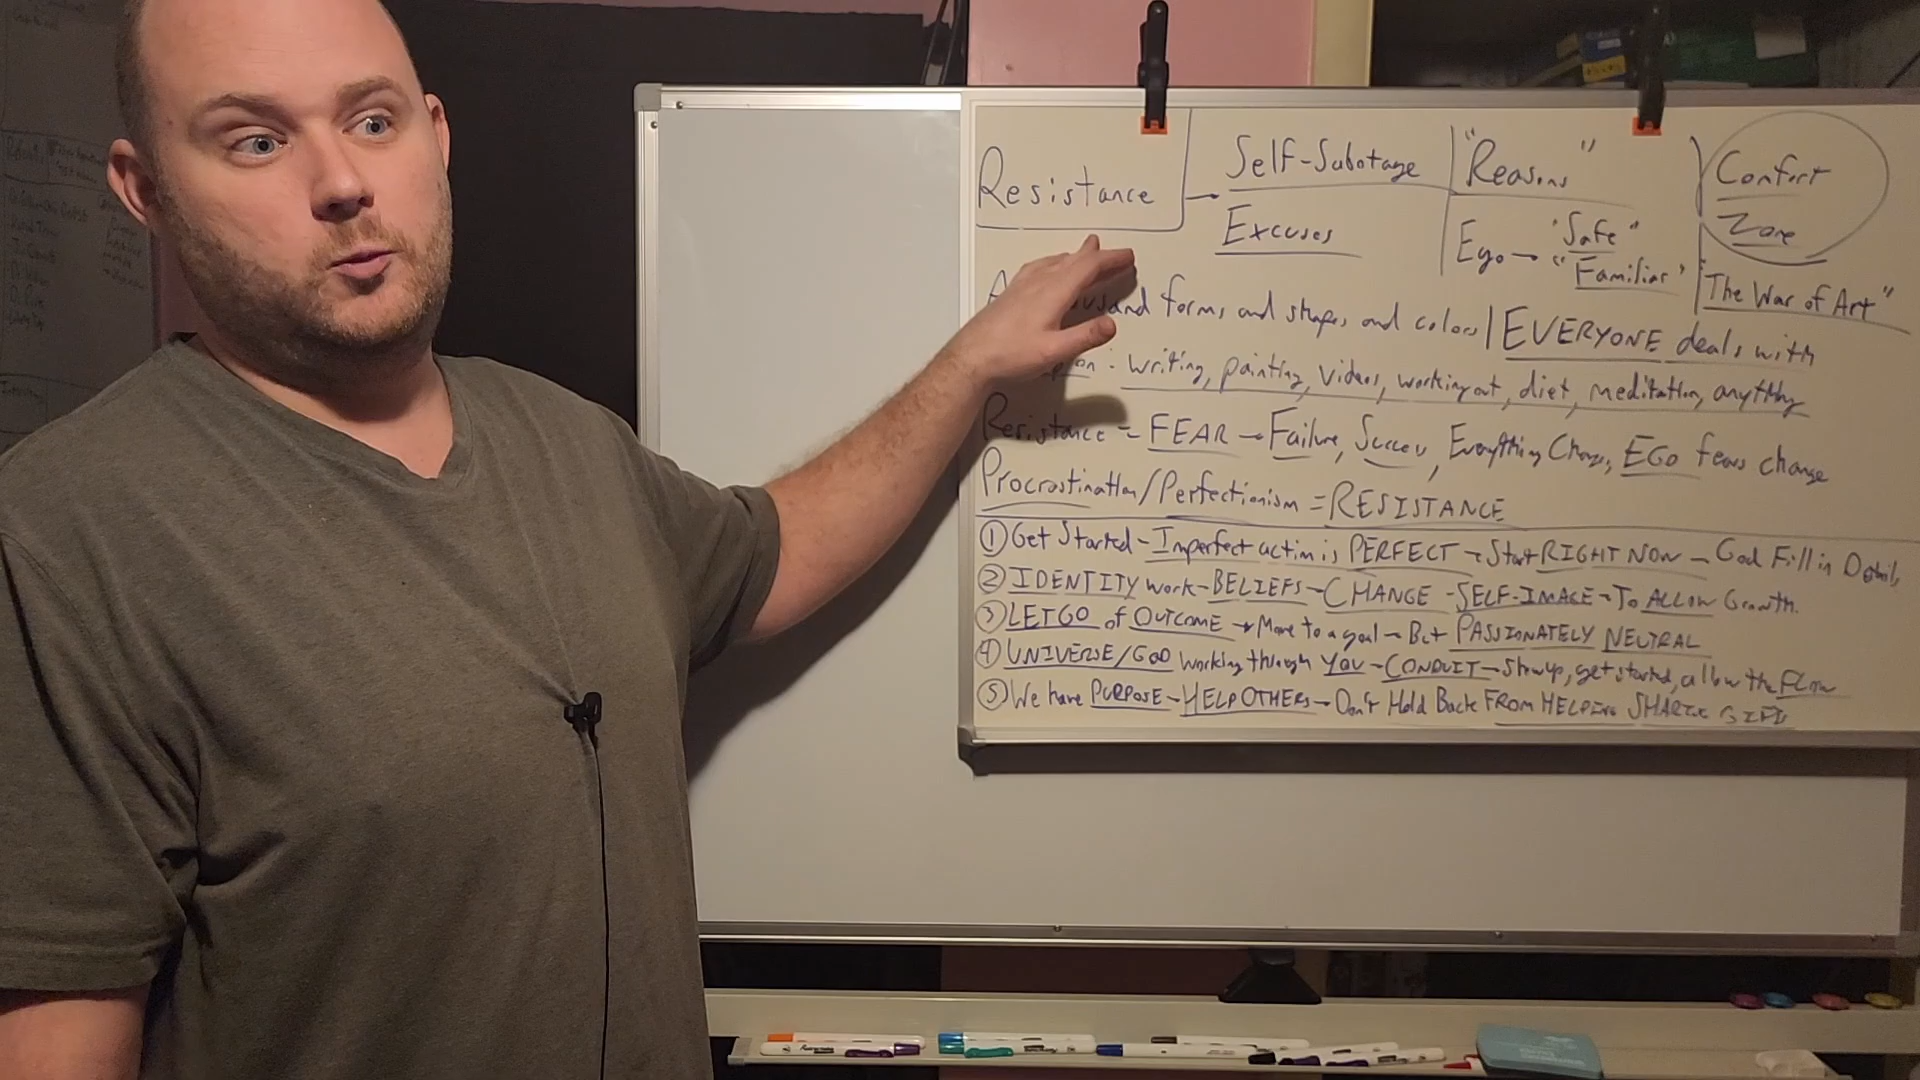 Resistance → Self-Sabotage
Excuses
"Reasons"
Ego → "Safe"
"Familiar"
Comfort
Zone
"The War of Art"
forms and shapes and colors | EVERYONE deals with
writing, painting, videos, working out, diet, meditation, anything
Resistance = FEAR → Failure, Success, Everything Change, EGO fears change
Procrastination/Perfectionism = RESISTANCE
① Get Started - Imperfect action is PERFECT → Start RIGHT NOW - God Fill in Details
② IDENTITY work - BELIEFS - CHANGE - SELF-IMAGE → To ALLOW Growth.
③ LET GO of OUTCOME → Move to a goal → But PASSIONATELY NEUTRAL
④ UNIVERSE/GOD working through YOU - CONDUIT - Show up, get started, allow the FLOW
⑤ We have PURPOSE - HELP OTHERS → Don't Hold Back FROM HELPING